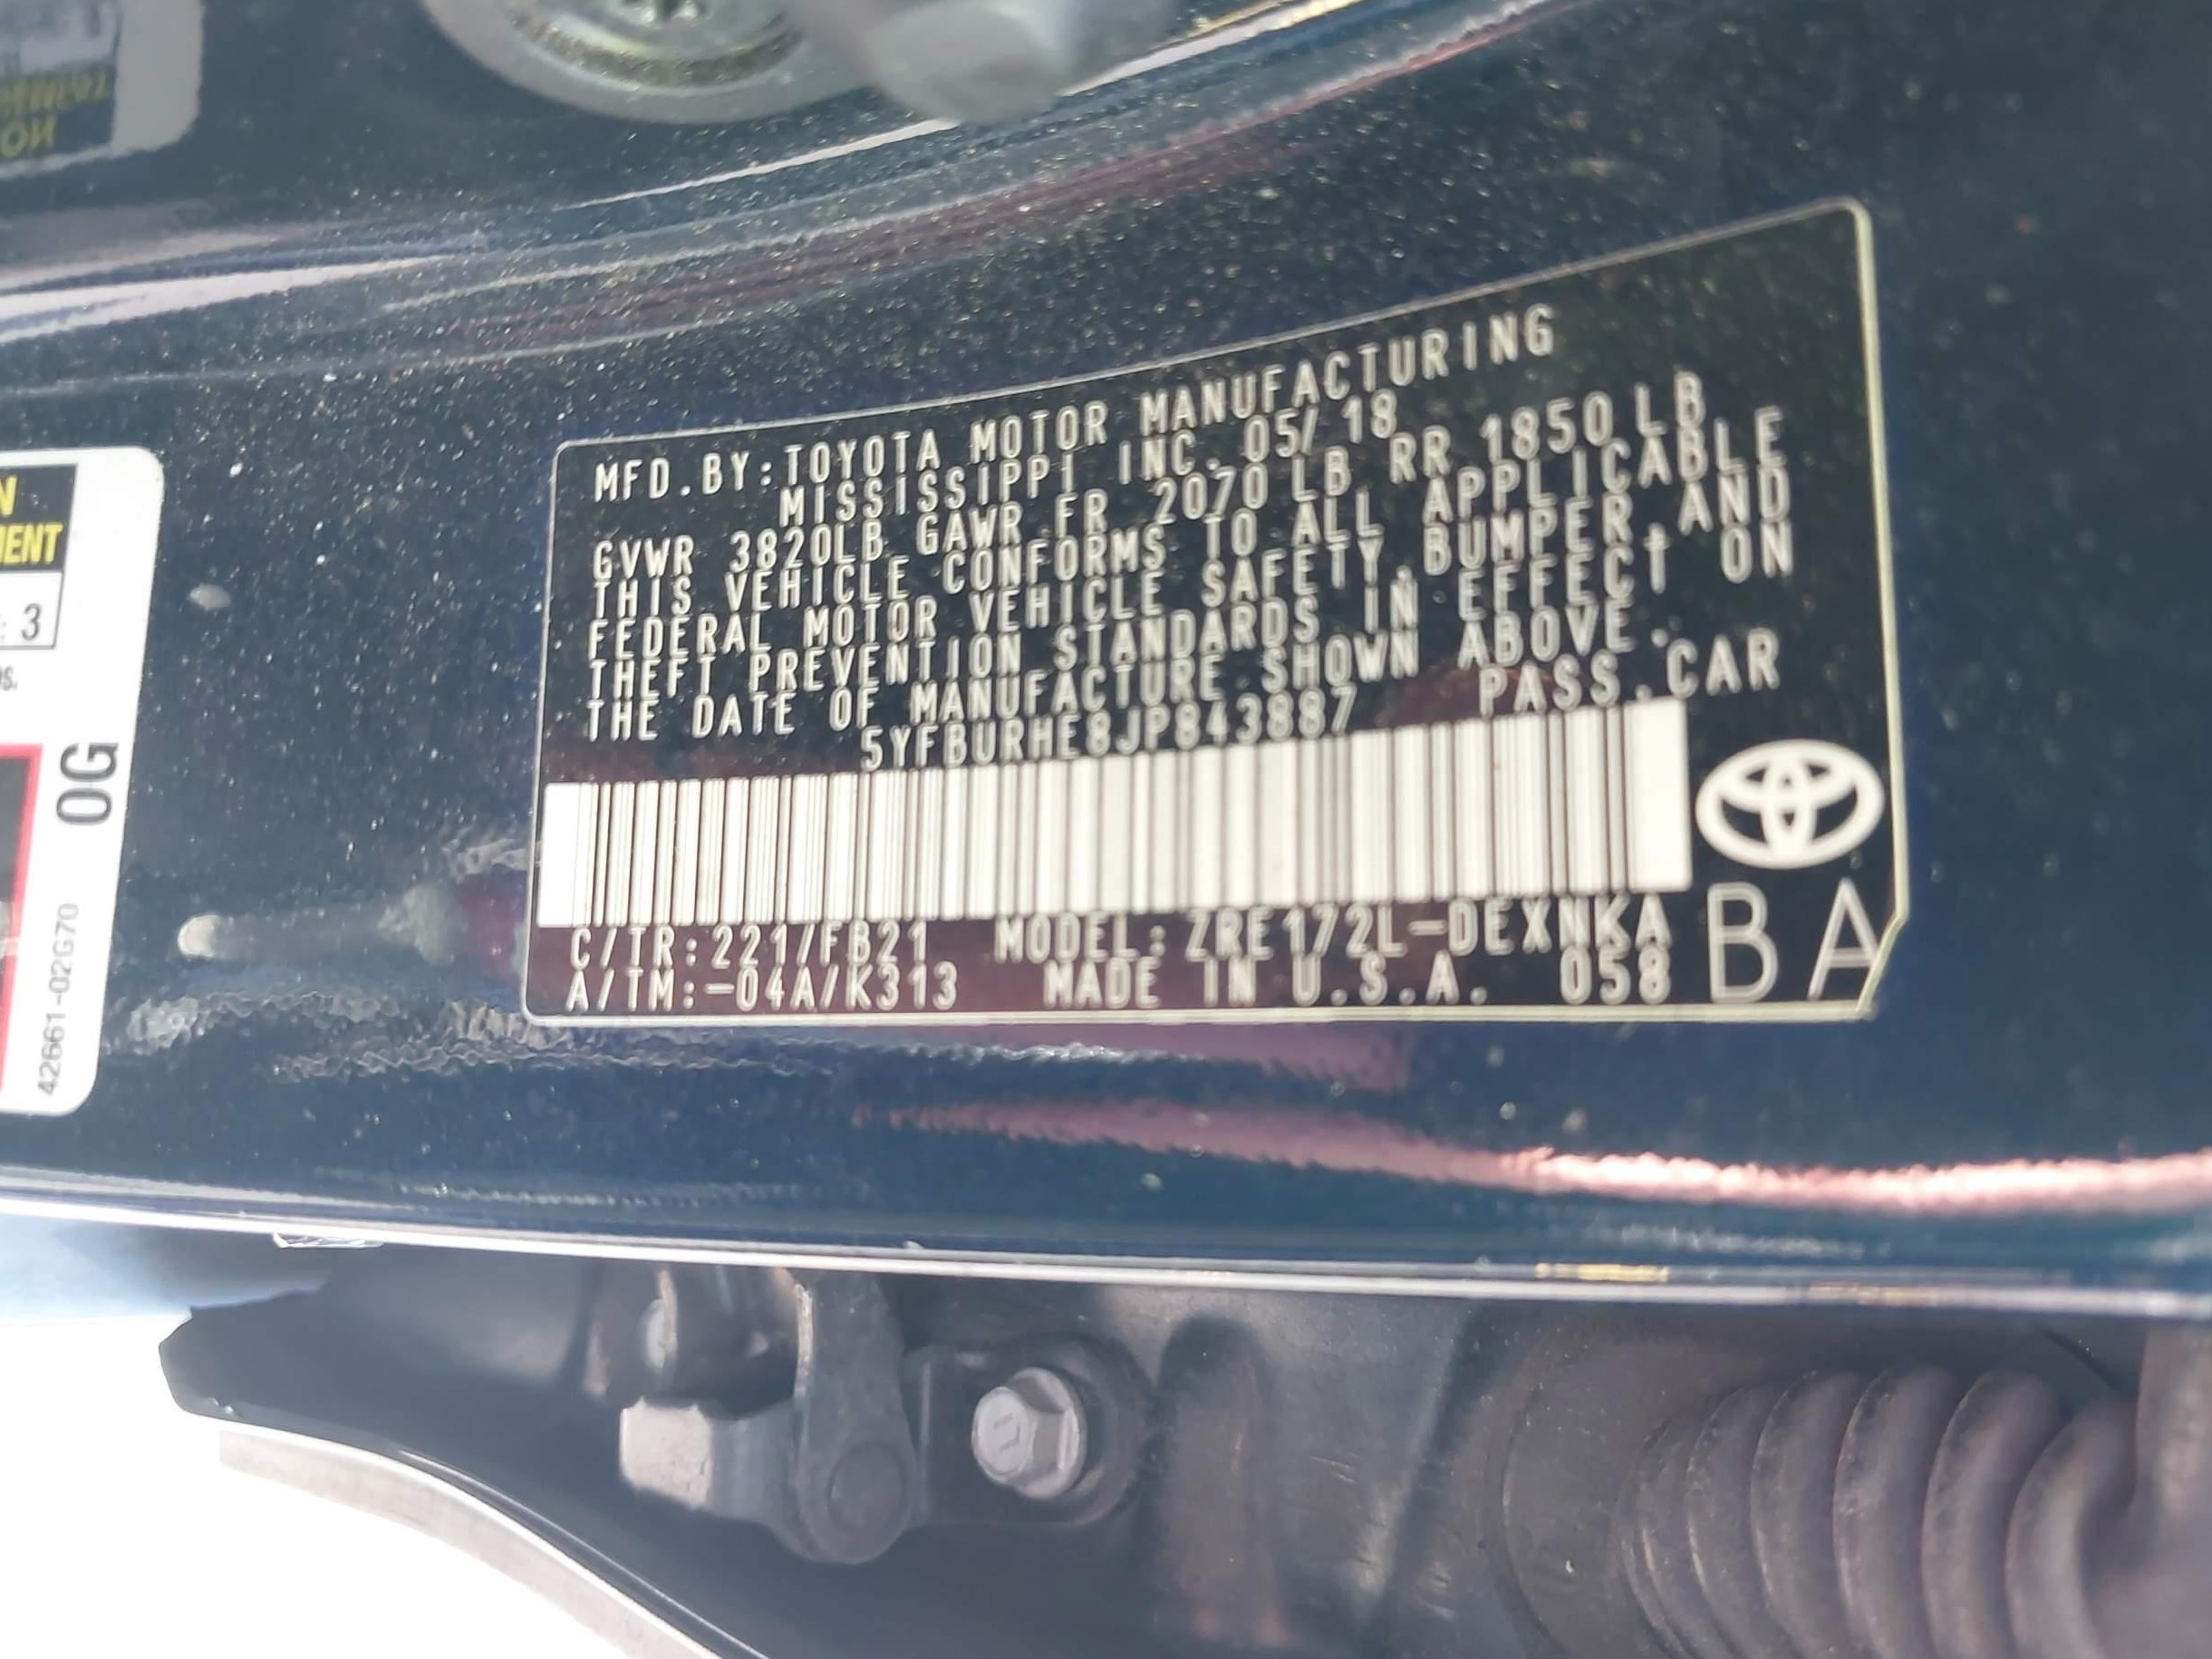 MFD.BY:TOYOTA MOTOR MANUFACTURING
MISSISSIPPI INC. 05/ 18
GVWR 3820LB GAWR FR 2070LB RR 1850LB
THIS VEHICLE CONFORMS TO ALL APPLICABLE
FEDERAL MOTOR VEHICLE SAFETY,BUMPER,AND
THEFT PREVENTION STANDARDS IN EFFECT ON
THE DATE OF MANUFACTURE SHOWN ABOVE.
5YFBURHE8JP843887 PASS.CAR
C/TR:221/FB21 MODEL:ZRE172L-DEXNKA
A/TM:-04A/K313 MADE IN U.S.A. 058
BA
N
MENT
: 3
0G
42661-02G70